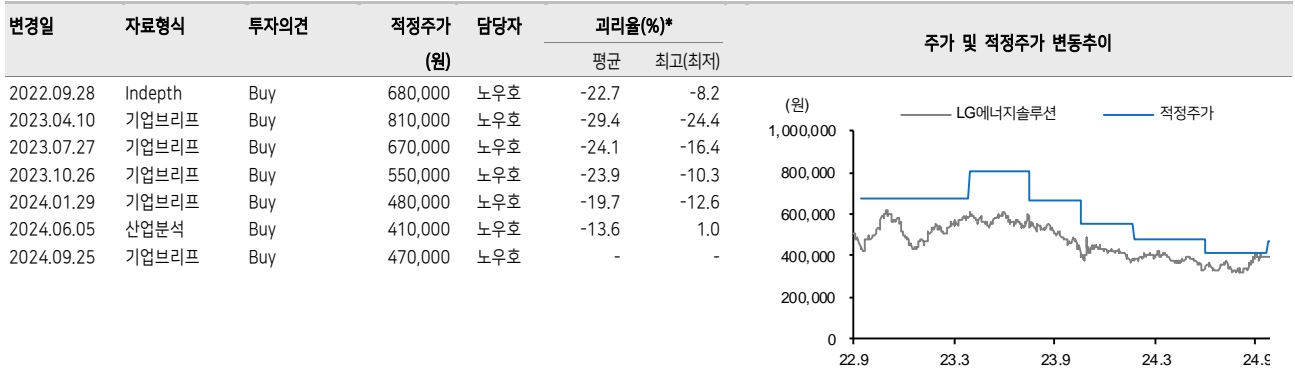 변경일 자료형식 투자의견 적정주가 담당자 괴리율(%)*
(원) 평균 최고(최저)
2022.09.28 Indepth Buy 680,000 노우호 -22.7 -8.2
2023.04.10 기업브리프 Buy 810,000 노우호 -29.4 -24.4
2023.07.27 기업브리프 Buy 670,000 노우호 -24.1 -16.4
2023.10.26 기업브리프 Buy 550,000 노우호 -23.9 -10.3
2024.01.29 기업브리프 Buy 480,000 노우호 -19.7 -12.6
2024.06.05 산업분석 Buy 410,000 노우호 -13.6 1.0
2024.09.25 기업브리프 Buy 470,000 노우호 - -
주가 및 적정주가 변동추이
(원)
LG에너지솔루션 적정주가
1,000,000
800,000
600,000
400,000
200,000
0
22.9 23.3 23.9 24.3 24.9